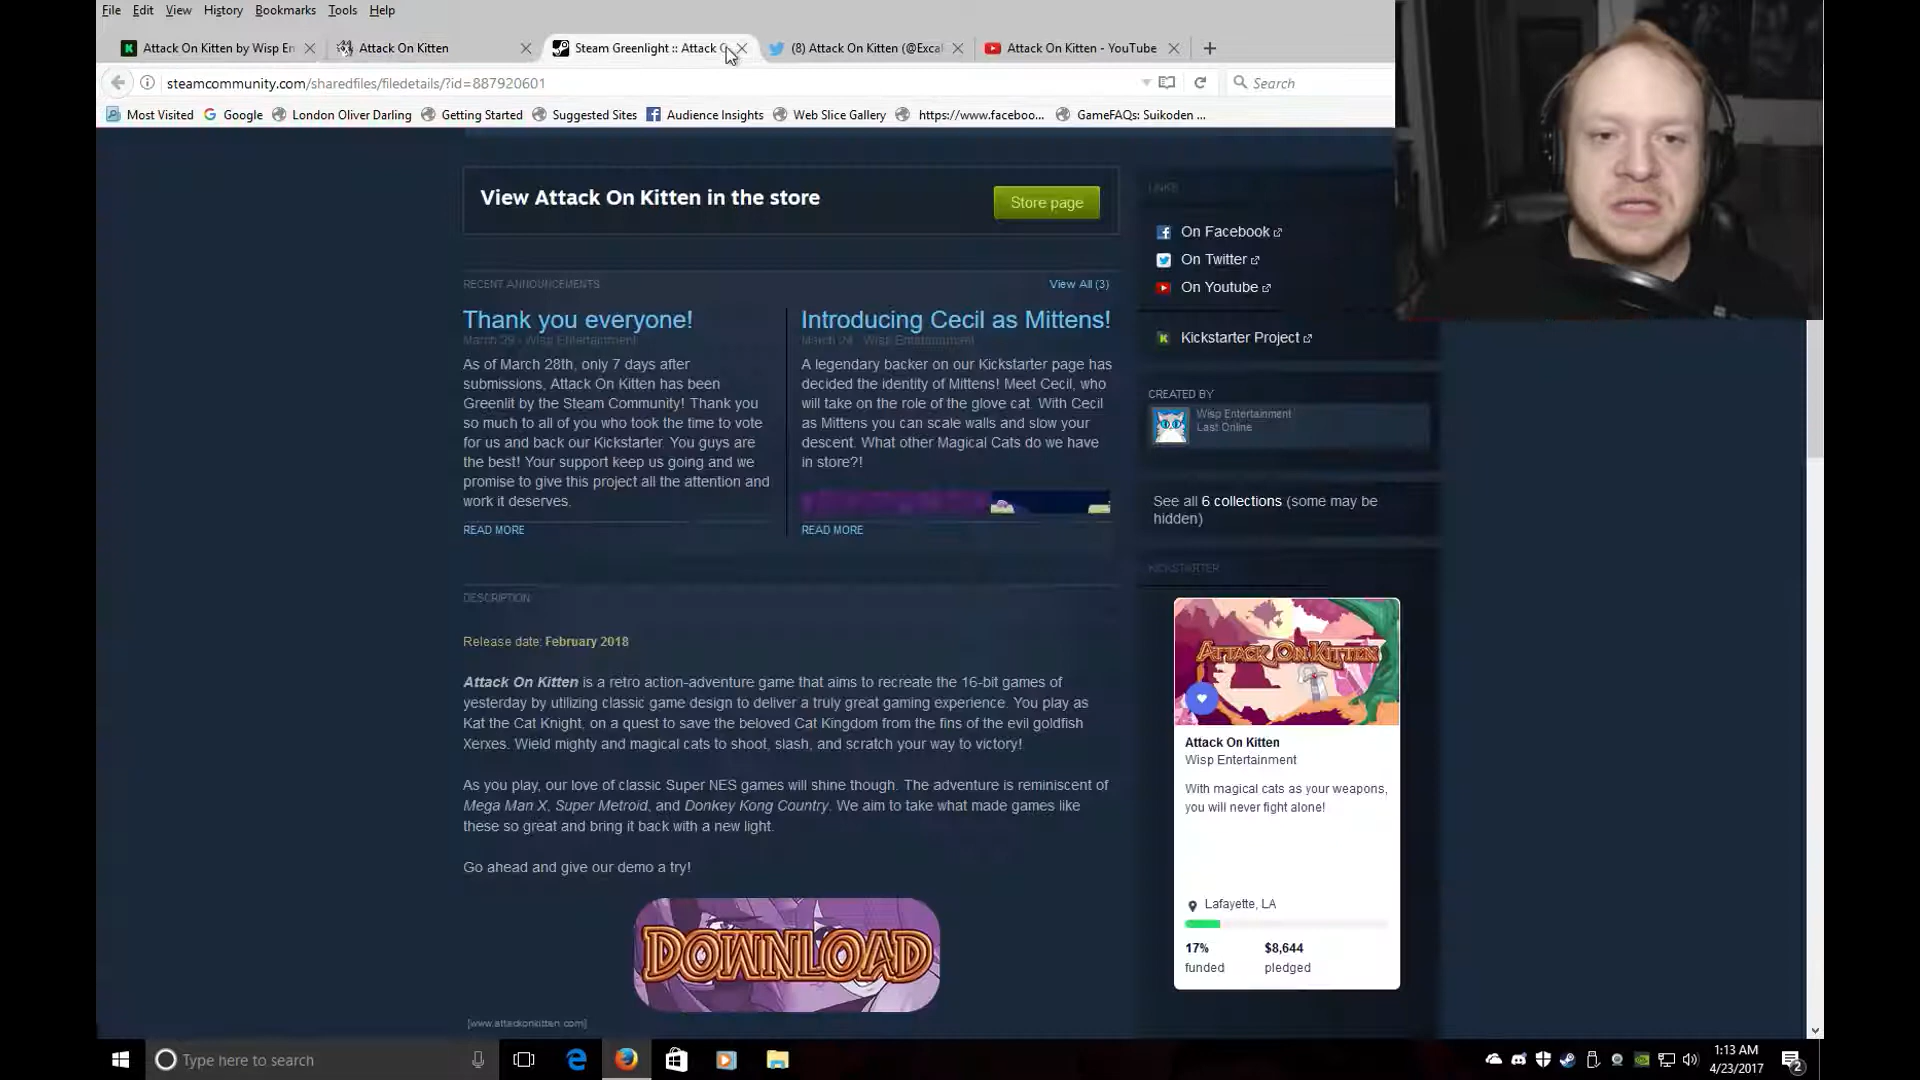 File Edit View History Bookmarks Tools Help
Attack On Kitten by Wisp En
Attack On Kitten
Steam Greenlight :: Attack
(8) Attack On Kitten (@Excal
Attack On Kitten - YouTube
steamcommunity.com/sharedfiles/filedetails/?id=887920601
Search
Most Visited Google London Oliver Darling Getting Started Suggested Sites Audience Insights Web Slice Gallery https://www.faceboo... GameFAQs: Suikoden ...
View Attack On Kitten in the store
Store page
RECENT ANNOUNCEMENTS
View All (3)
Thank you everyone!
March 29 - Wisp Entertainment
As of March 28th, only 7 days after
submissions, Attack On Kitten has been
Greenlit by the Steam Community! Thank you
so much to all of you who took the time to vote
for us and back our Kickstarter. You guys are
the best! Your support keep us going and we
promise to give this project all the attention and
work it deserves.
READ MORE
Introducing Cecil as Mittens!
March 24 - Wisp Entertainment
A legendary backer on our Kickstarter page has
decided the identity of Mittens! Meet Cecil, who
will take on the role of the glove cat. With Cecil
as Mittens you can scale walls and slow your
descent. What other Magical Cats do we have
in store?!
READ MORE
DESCRIPTION
Release date: February 2018
Attack On Kitten is a retro action-adventure game that aims to recreate the 16-bit games of
yesterday by utilizing classic game design to deliver a truly great gaming experience. You play as
Kat the Cat Knight, on a quest to save the beloved Cat Kingdom from the fins of the evil goldfish
Xerxes. Wield mighty and magical cats to shoot, slash, and scratch your way to victory!
As you play, our love of classic Super NES games will shine though. The adventure is reminiscent of
Mega Man X, Super Metroid, and Donkey Kong Country. We aim to take what made games like
these so great and bring it back with a new light.
Go ahead and give our demo a try!
DOWNLOAD
[www.attackonkitten.com]
LINKS
On Facebook
On Twitter
On Youtube
Kickstarter Project
CREATED BY
Wisp Entertainment
Last Online
See all 6 collections (some may be
hidden)
KICKSTARTER
ATTACK ON KITTEN
Attack On Kitten
Wisp Entertainment
With magical cats as your weapons,
you will never fight alone!
Lafayette, LA
17% $8,644
funded pledged
Type here to search
1:13 AM
4/23/2017
2